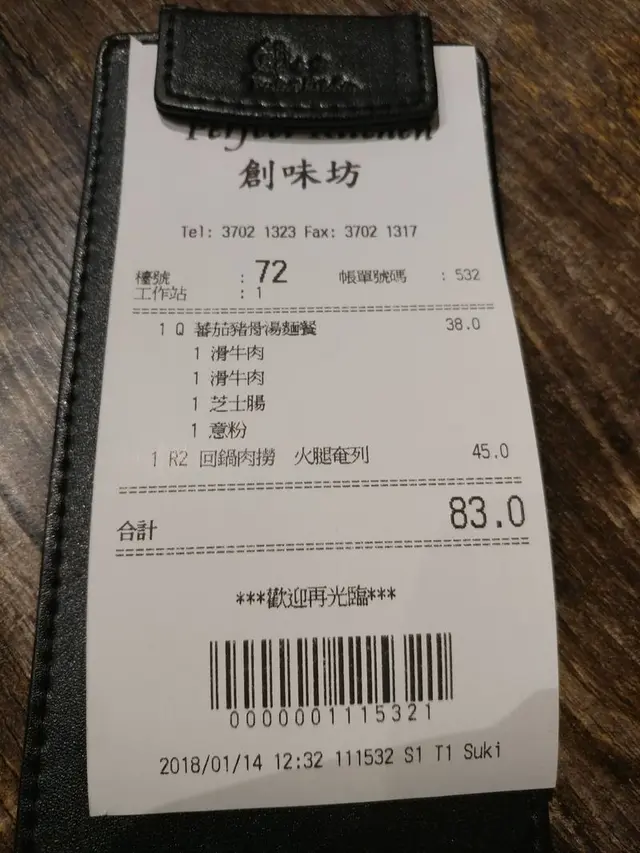 Perfect Kitchen
創味坊
Tel: 3702 1323 Fax: 3702 1317
檯號 : 72 帳單號碼 : 532
工作站 : 1
1 Q 蕃茄豬骨湯麵餐 38.0
1 滑牛肉
1 滑牛肉
1 芝士腸
1 意粉
1 R2 回鍋肉撈 火腿奄列 45.0
合計 83.0
***歡迎再光臨***
0000001115321
2018/01/14 12:32 111532 S1 T1 Suki